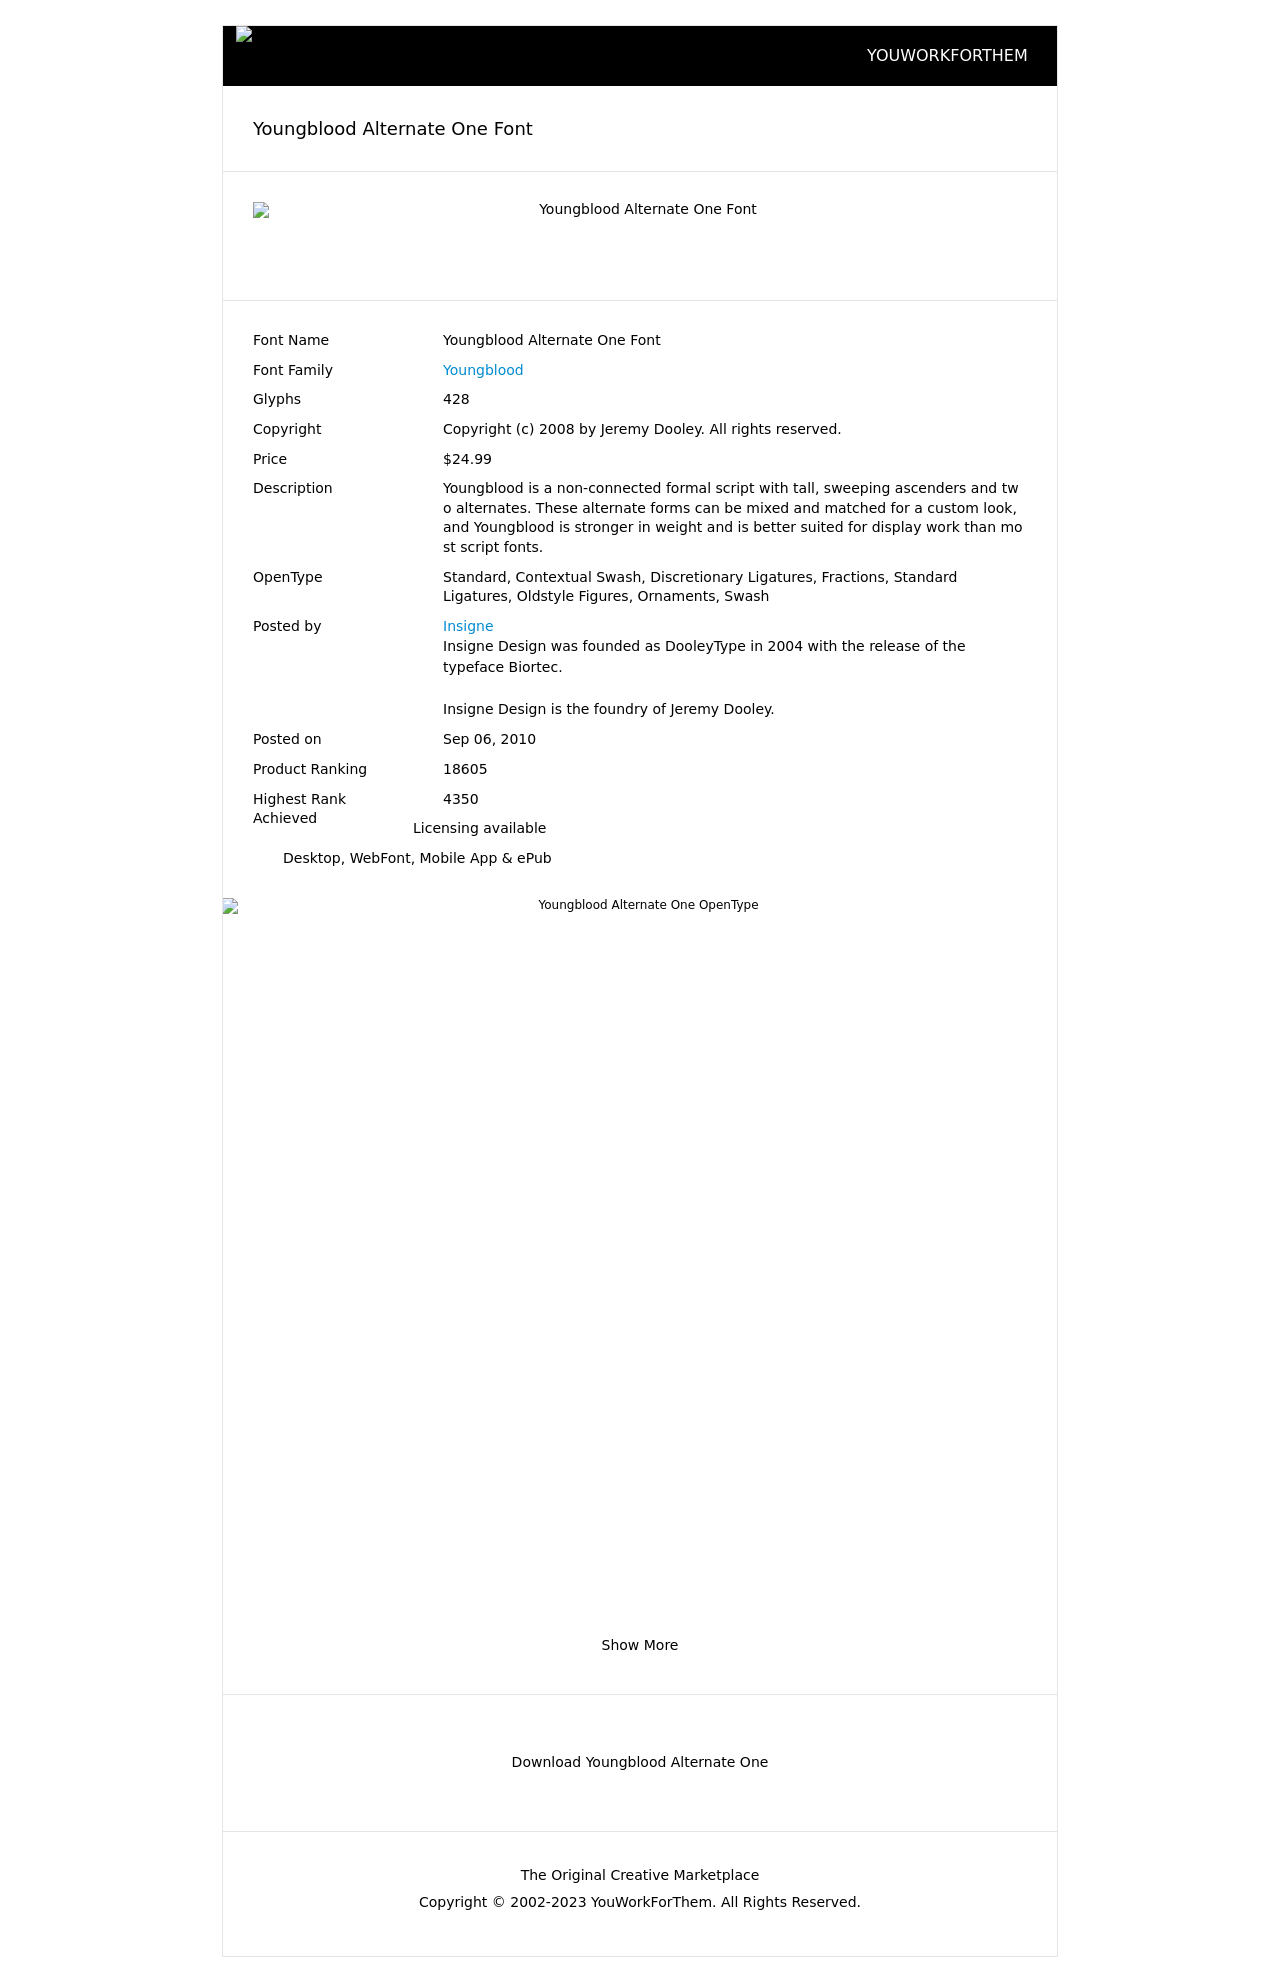 YOUWORKFORTHEM
Youngblood Alternate One Font
Youngblood Alternate One Font
Font Name Youngblood Alternate One Font
Font Family Youngblood
Glyphs 428
Copyright Copyright (c) 2008 by Jeremy Dooley. All rights reserved.
Price $24.99
Description Youngblood is a non-connected formal script with tall, sweeping ascenders and tw
o alternates. These alternate forms can be mixed and matched for a custom look,
and Youngblood is stronger in weight and is better suited for display work than mo
st script fonts.
OpenType Standard, Contextual Swash, Discretionary Ligatures, Fractions, Standard
Ligatures, Oldstyle Figures, Ornaments, Swash
Posted by Insigne
Insigne Design was founded as DooleyType in 2004 with the release of the
typeface Biortec.
Insigne Design is the foundry of Jeremy Dooley.
Posted on Sep 06, 2010
Product Ranking 18605
Highest Rank 4350
Achieved
Licensing available
Desktop, WebFont, Mobile App & ePub
Youngblood Alternate One OpenType
Show More
Download Youngblood Alternate One
The Original Creative Marketplace
Copyright © 2002-2023 YouWorkForThem. All Rights Reserved.